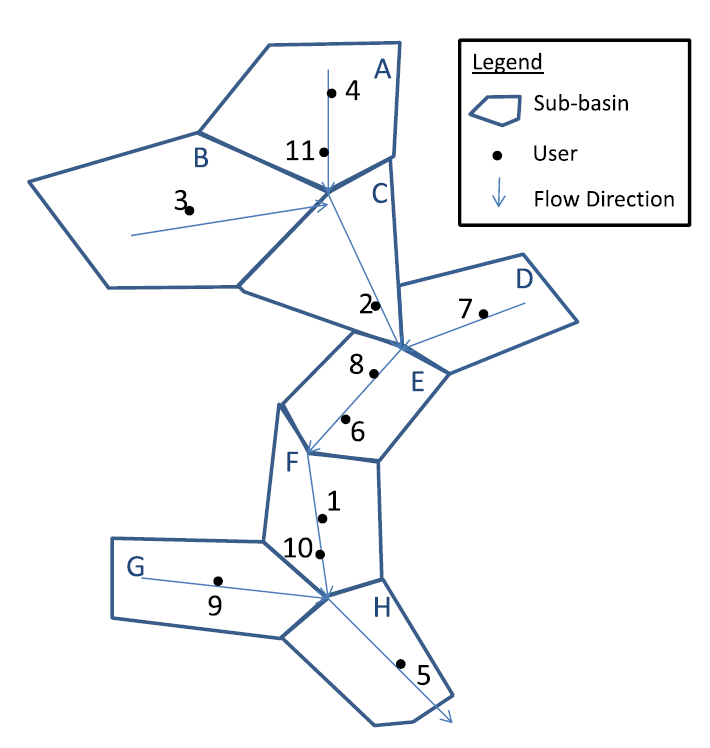 A
4
11
B
C
3
2
D
7
8
E
6
F
1
10
G
9
H
5
Legend
Sub-basin
User
Flow Direction